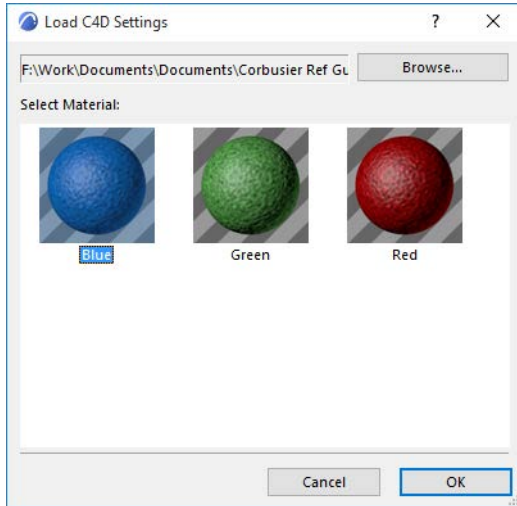 Load C4D Settings
?
F:\Work\Documents\Documents\Corbusier Ref Gu
Browse...
Select Material:
Blue
Green
Red
Cancel
OK